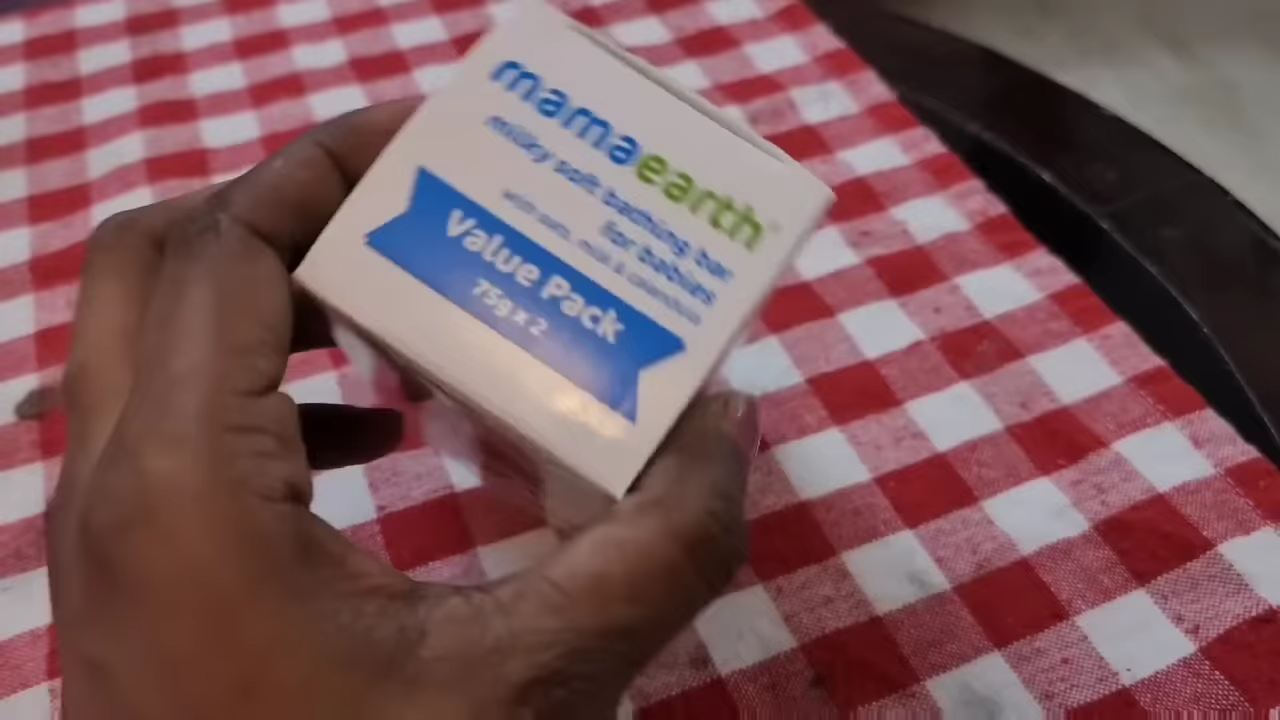 mamaearth
milky soft bathing bar
for babies
with oats, milk & calendula
Value Pack
75g x 2